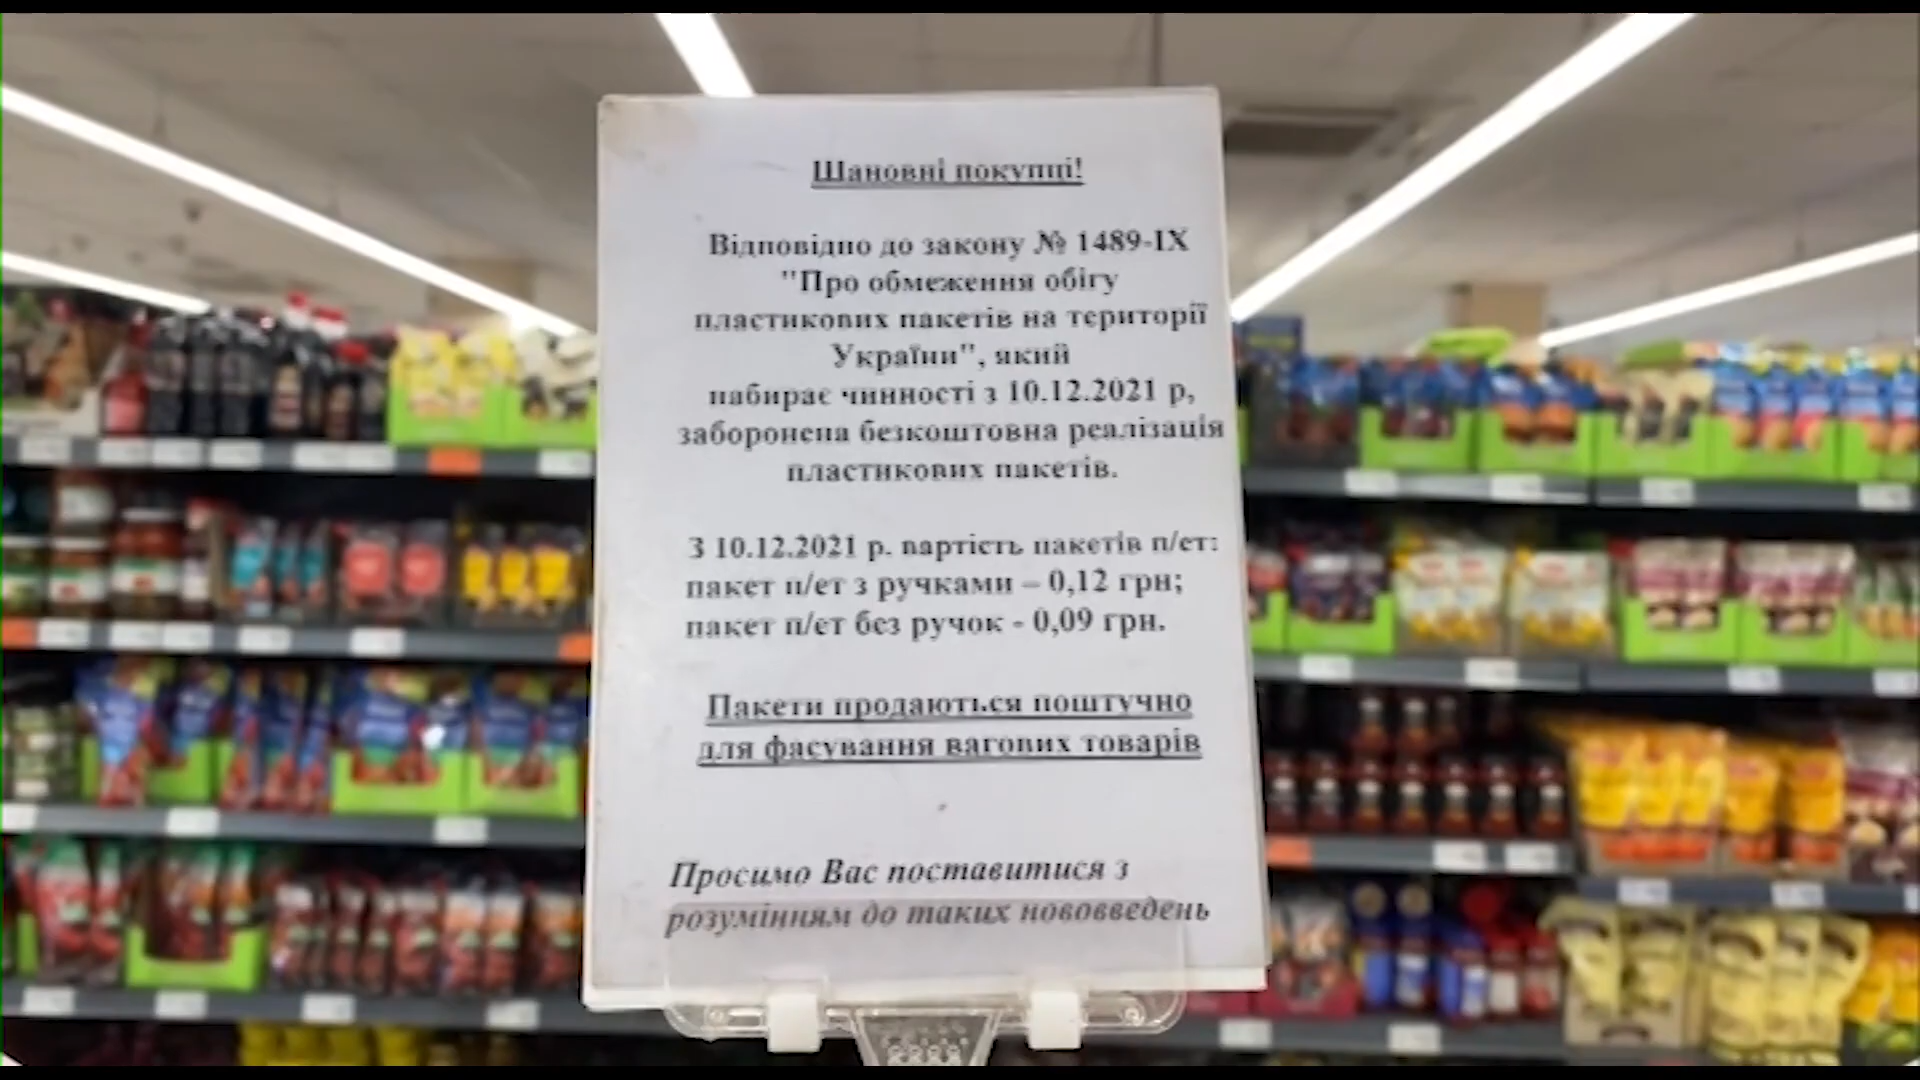 Шановні покупці!
Відповідно до закону № 1489-IX
"Про обмеження обігу
пластикових пакетів на території
України", який
набирає чинності з 10.12.2021 р,
заборонена безкоштовна реалізація
пластикових пакетів.
З 10.12.2021 р. вартість пакетів п/ет:
пакет п/ет з ручками – 0,12 грн;
пакет п/ет без ручок - 0,09 грн.
Пакети продаються поштучно
для фасування вагових товарів
Просимо Вас поставитися з
розумінням до таких нововведень